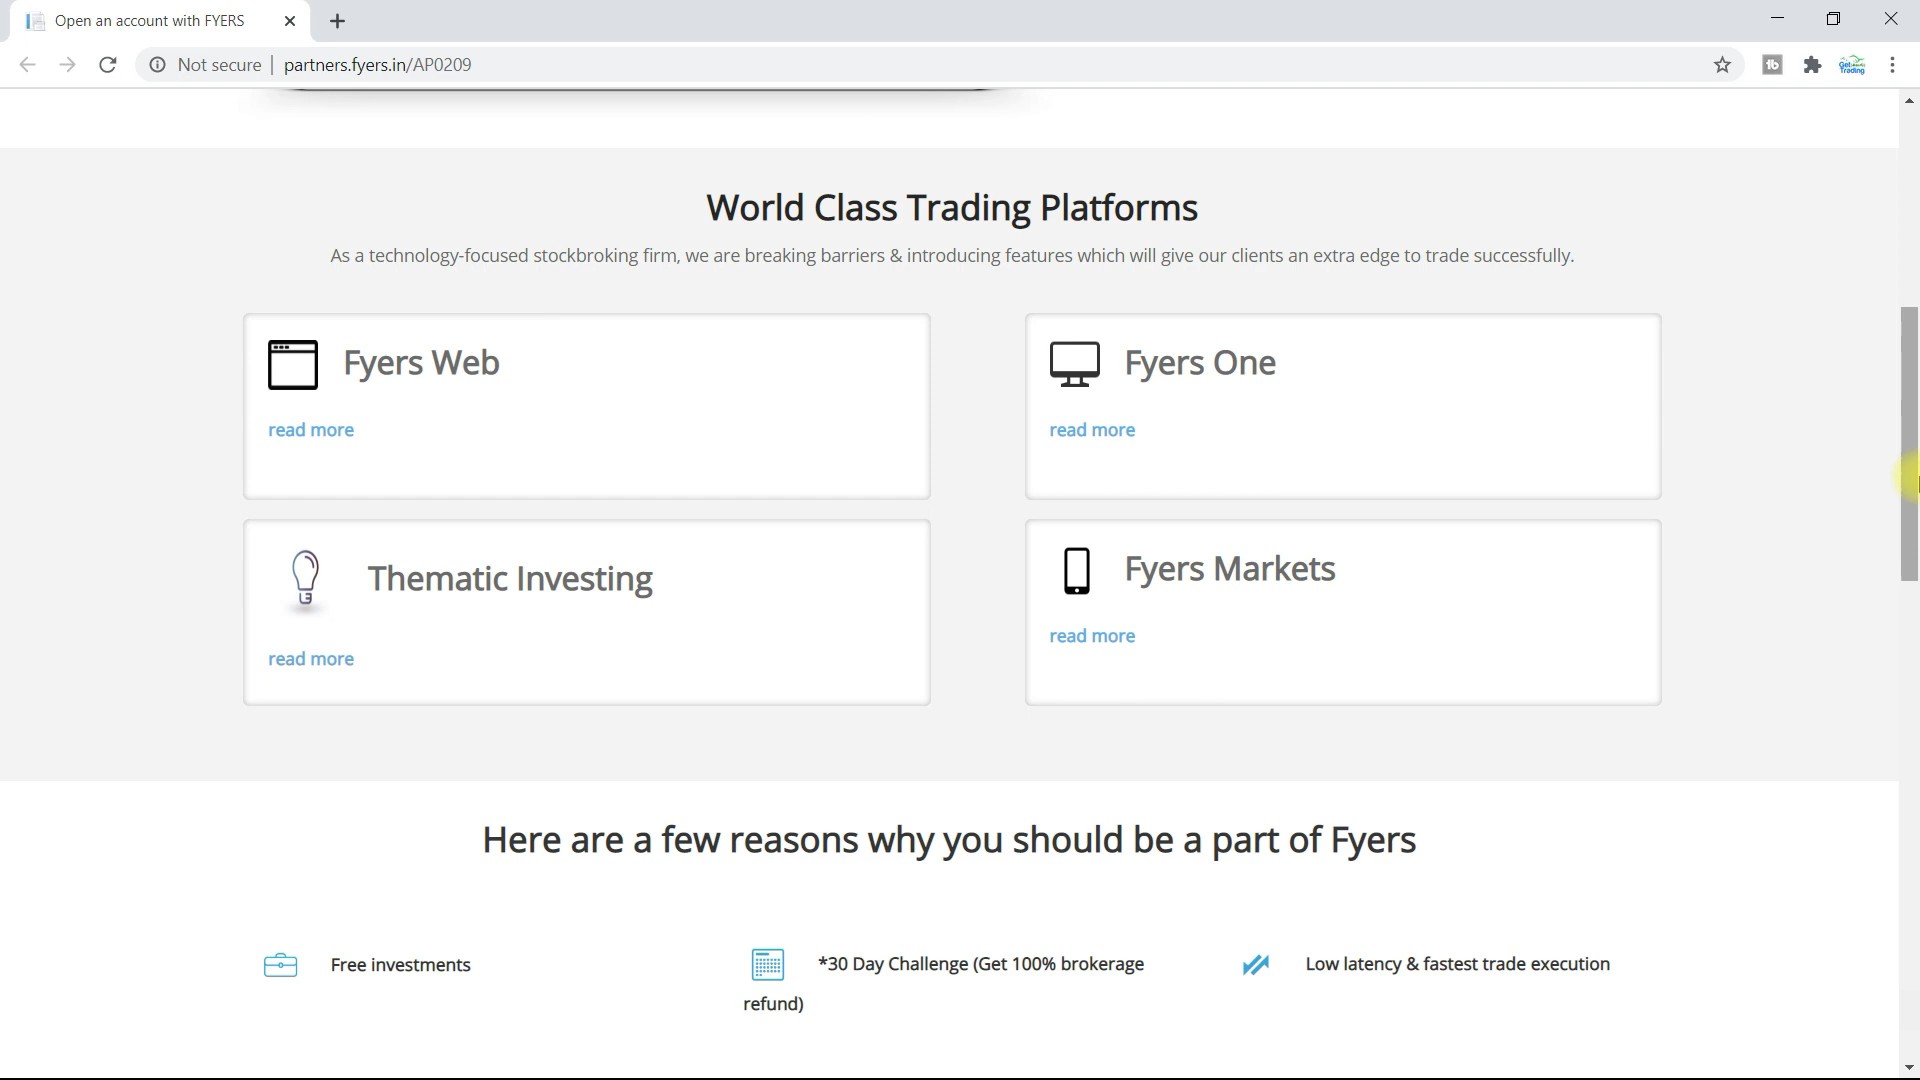 Open an account with FYERS
Not secure | partners.fyers.in/AP0209
tb
Get Trading
World Class Trading Platforms
As a technology-focused stockbroking firm, we are breaking barriers & introducing features which will give our clients an extra edge to trade successfully.
Fyers Web
read more
Fyers One
read more
Thematic Investing
read more
Fyers Markets
read more
Here are a few reasons why you should be a part of Fyers
Free investments
*30 Day Challenge (Get 100% brokerage
refund)
Low latency & fastest trade execution